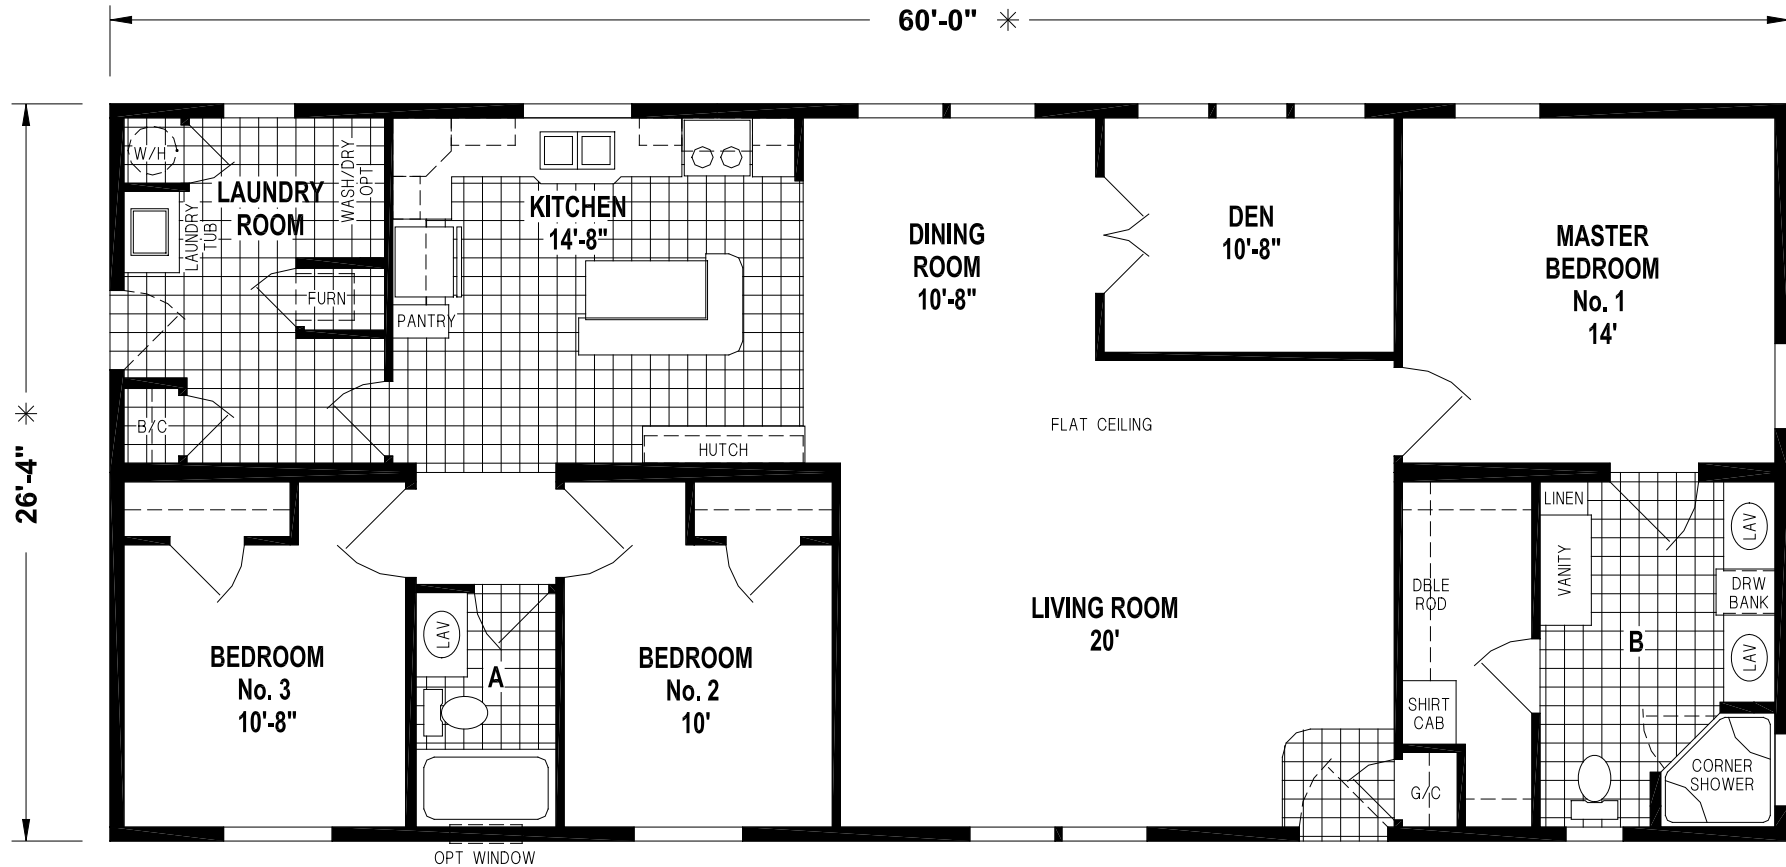 60'-0" ✳
26'-4" ✳
W/H
LAUNDRY
ROOM
WASH/DRY
OPT
LAUNDRY
TUB
FURN
B/C
KITCHEN
14'-8"
PANTRY
HUTCH
DINING
ROOM
10'-8"
DEN
10'-8"
MASTER
BEDROOM
No. 1
14'
FLAT CEILING
BEDROOM
No. 3
10'-8"
LAV
A
BEDROOM
No. 2
10'
LIVING ROOM
20'
DBLE
ROD
SHIRT
CAB
G/C
LINEN
VANITY
B
LAV
DRW
BANK
LAV
CORNER
SHOWER
OPT WINDOW